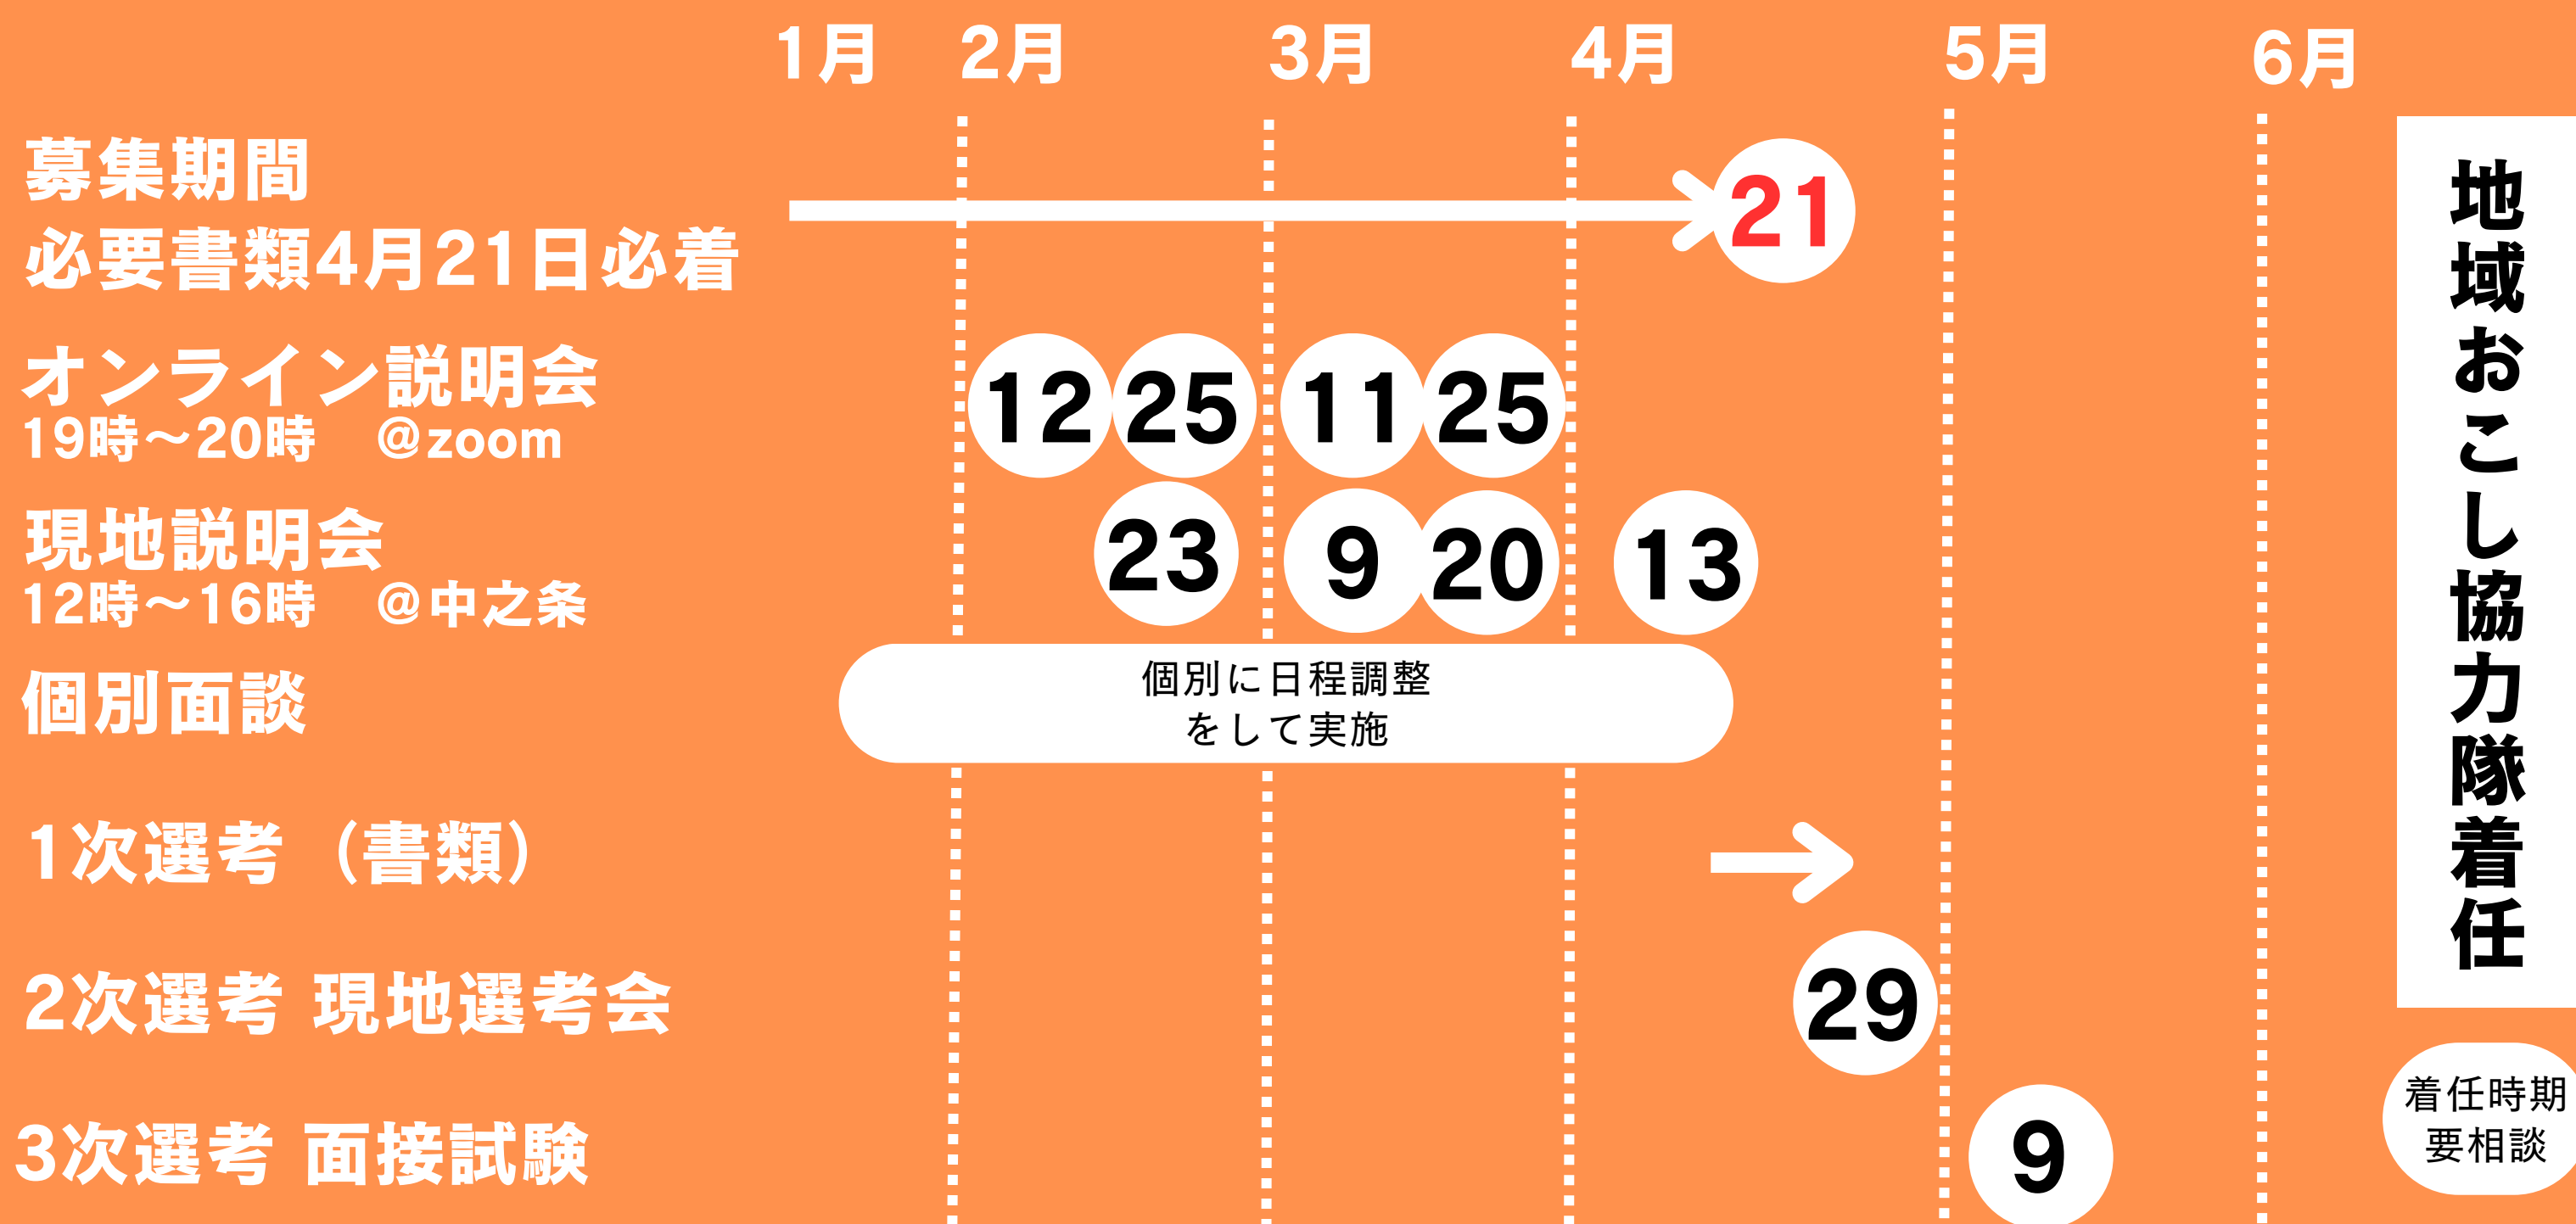 1月 2月 3月 4月 5月 6月
募集期間
必要書類4月21日必着
21
オンライン説明会
19時〜20時 @zoom
12 25 11 25
現地説明会
12時〜16時 @中之条
23 9 20 13
個別面談
個別に日程調整
をして実施
1次選考（書類）
2次選考 現地選考会
29
3次選考 面接試験
9
地域おこし協力隊着任
着任時期
要相談